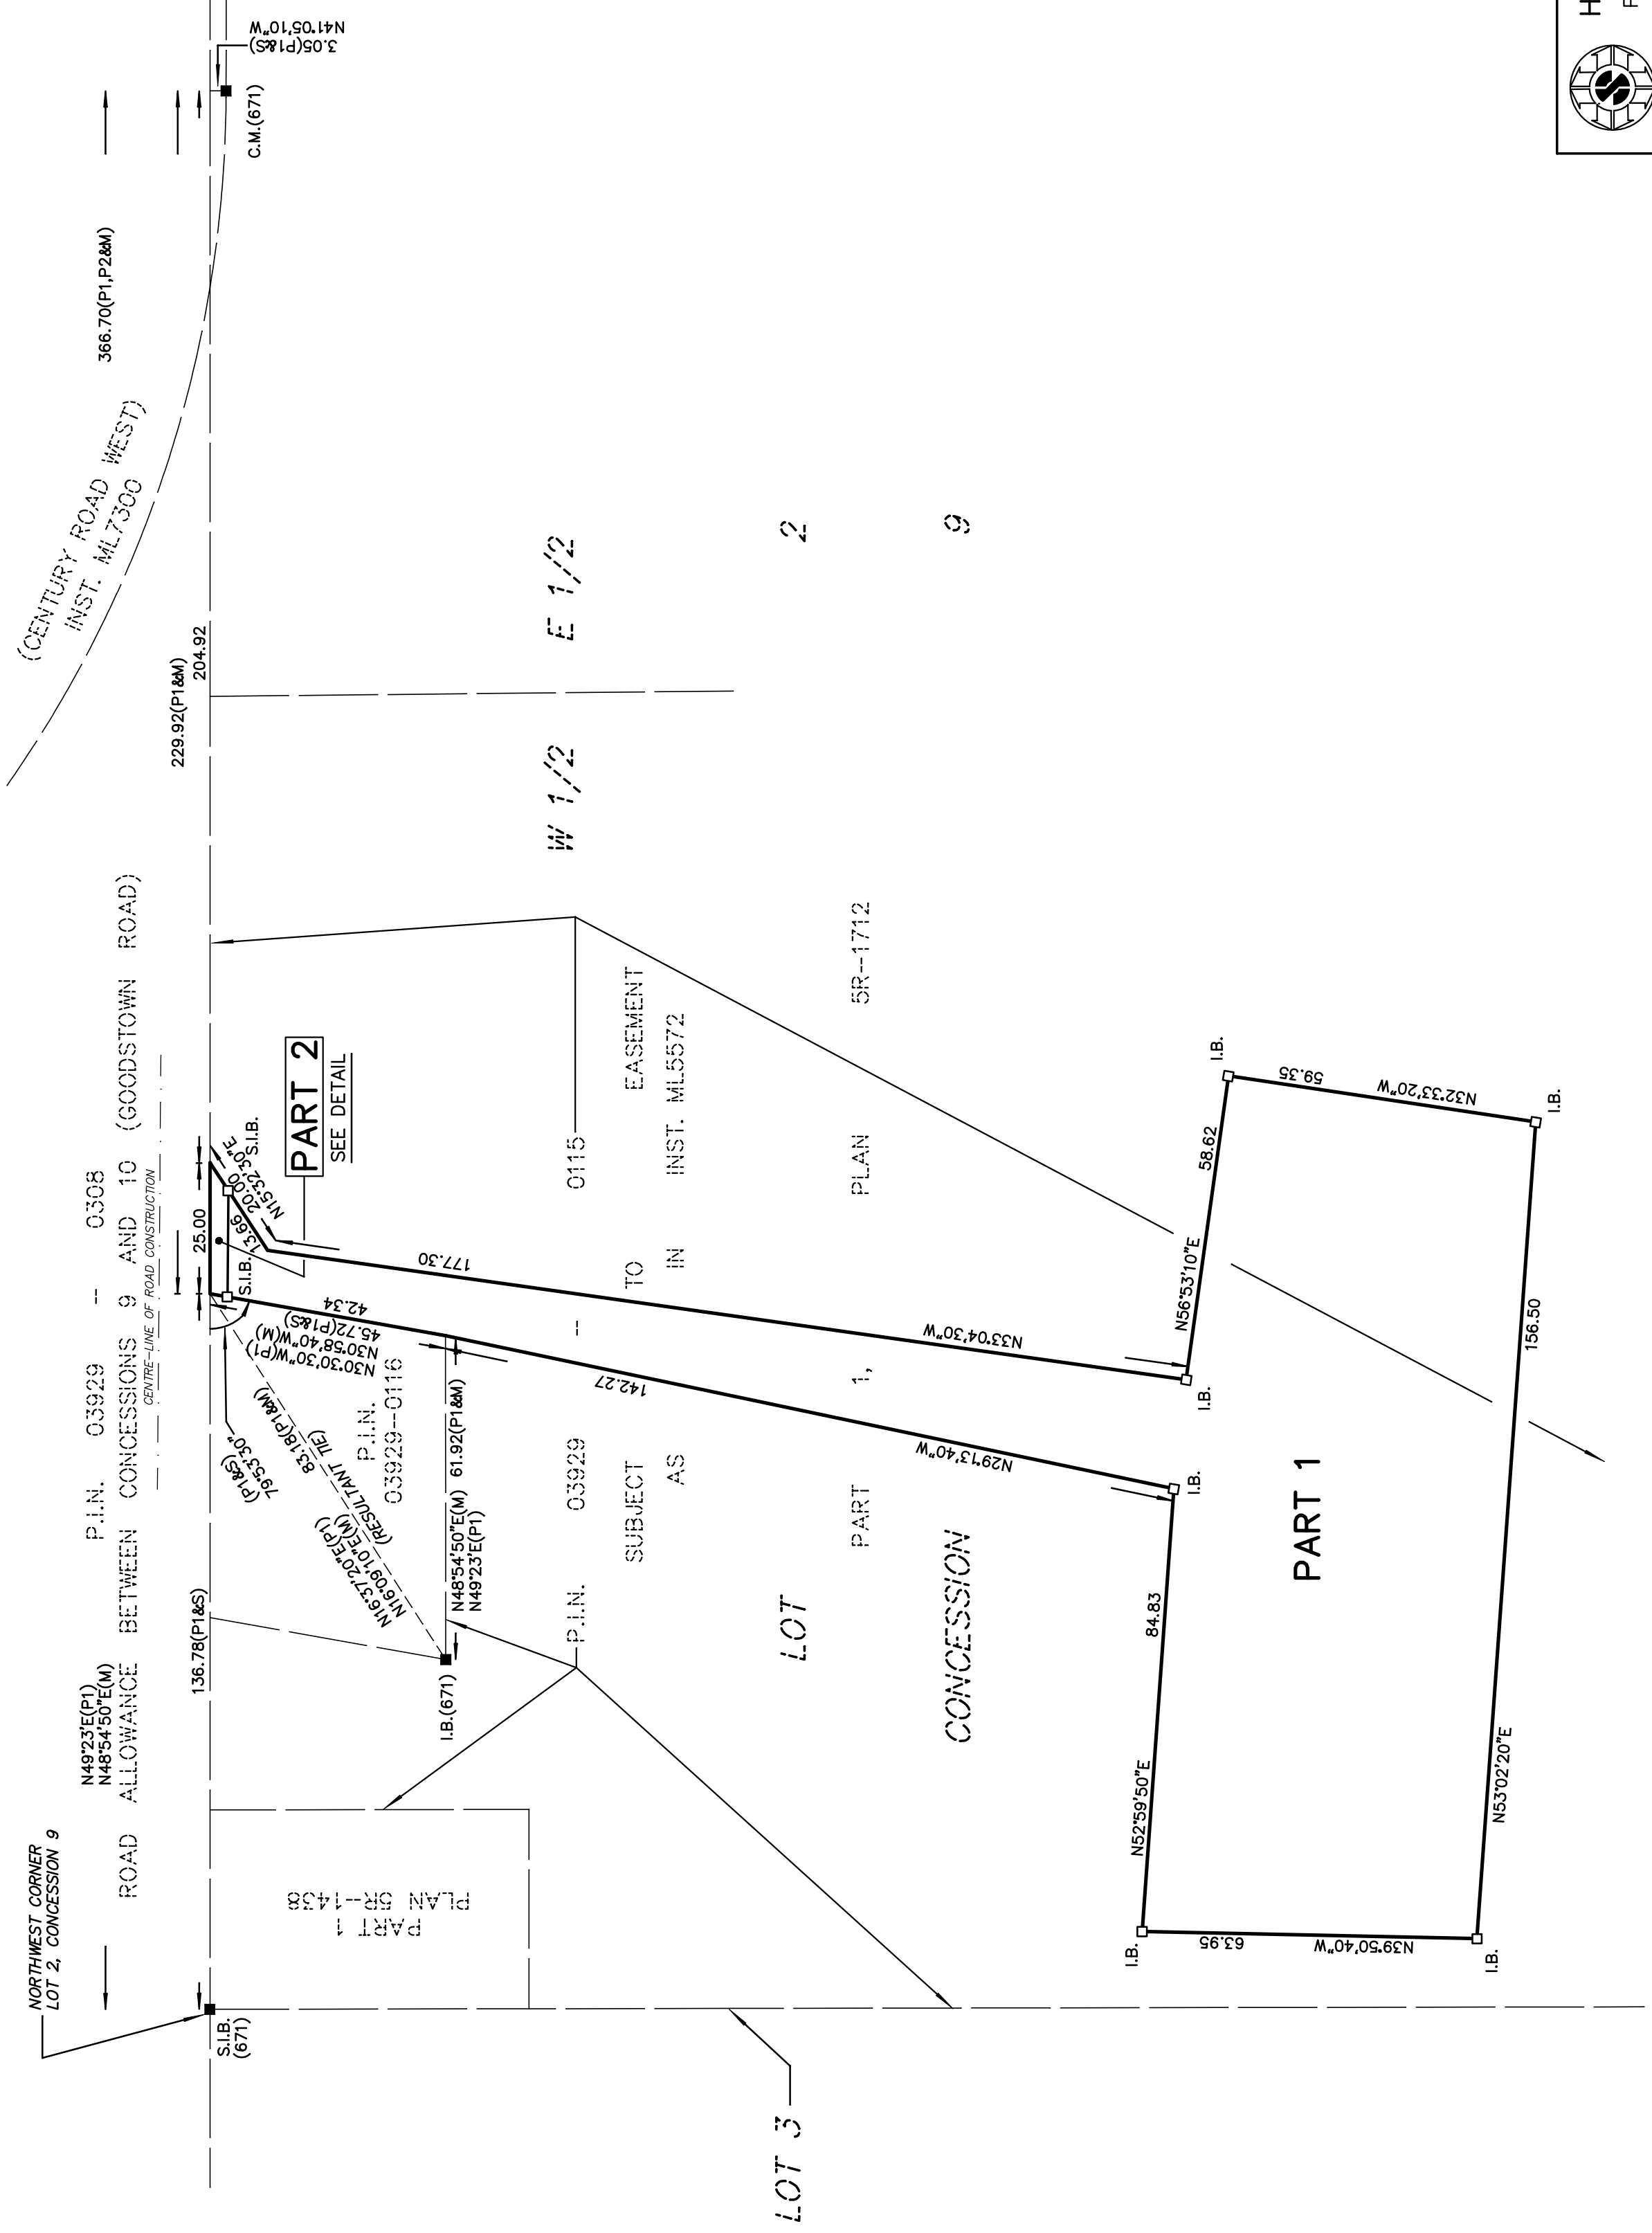 NORTHWEST CORNER
LOT 2, CONCESSION 9
N49°23'E(P1)
N48°54'50"E(M)
P.I.N. 03929 -- 0308
366.70(P1,P2&M)
ROAD ALLOWANCE BETWEEN CONCESSIONS 9 AND 10 (GOODSTOWN ROAD)
CENTRE-LINE OF ROAD CONSTRUCTION
(CENTURY ROAD WEST)
INST. ML7300
229.92(P1&M)
136.78(P1&S)
25.00
204.92
3.05(P1&S)
N41°05'10"W
C.M.(671)
S.I.B.
(671)
S.I.B.
S.I.B.
13.66
20.00
N15°32'30"E
PART 2
SEE DETAIL
79°53'30"
(P1&S)
83.18(P1&M)
(RESULTANT TIE)
N16°37'20"E(P1)
N16°09'10"E(M)
42.34
45.72(P1&S)
N30°58'40"W(M)
N30°30'30"W(P1)
P.I.N.
03929--0116
PART 1
PLAN 5R--1438
I.B.(671)
N48°54'50"E(M) 61.92(P1&M)
N49°23'E(P1)
177.30
N33°04'30"W
142.27
N29°13'40"W
W 1/2 E 1/2
P.I.N. 03929 -- 0115
SUBJECT TO EASEMENT
AS IN INST. ML5572
LOT 3
LOT 2
PART 1, PLAN 5R--1712
CONCESSION 9
I.B.
N52°59'50"E
84.83
I.B.
I.B.
N56°53'10"E
58.62
I.B.
63.95
N39°50'40"W
PART 1
59.35
N32°33'20"W
I.B.
N53°02'20"E
156.50
I.B.